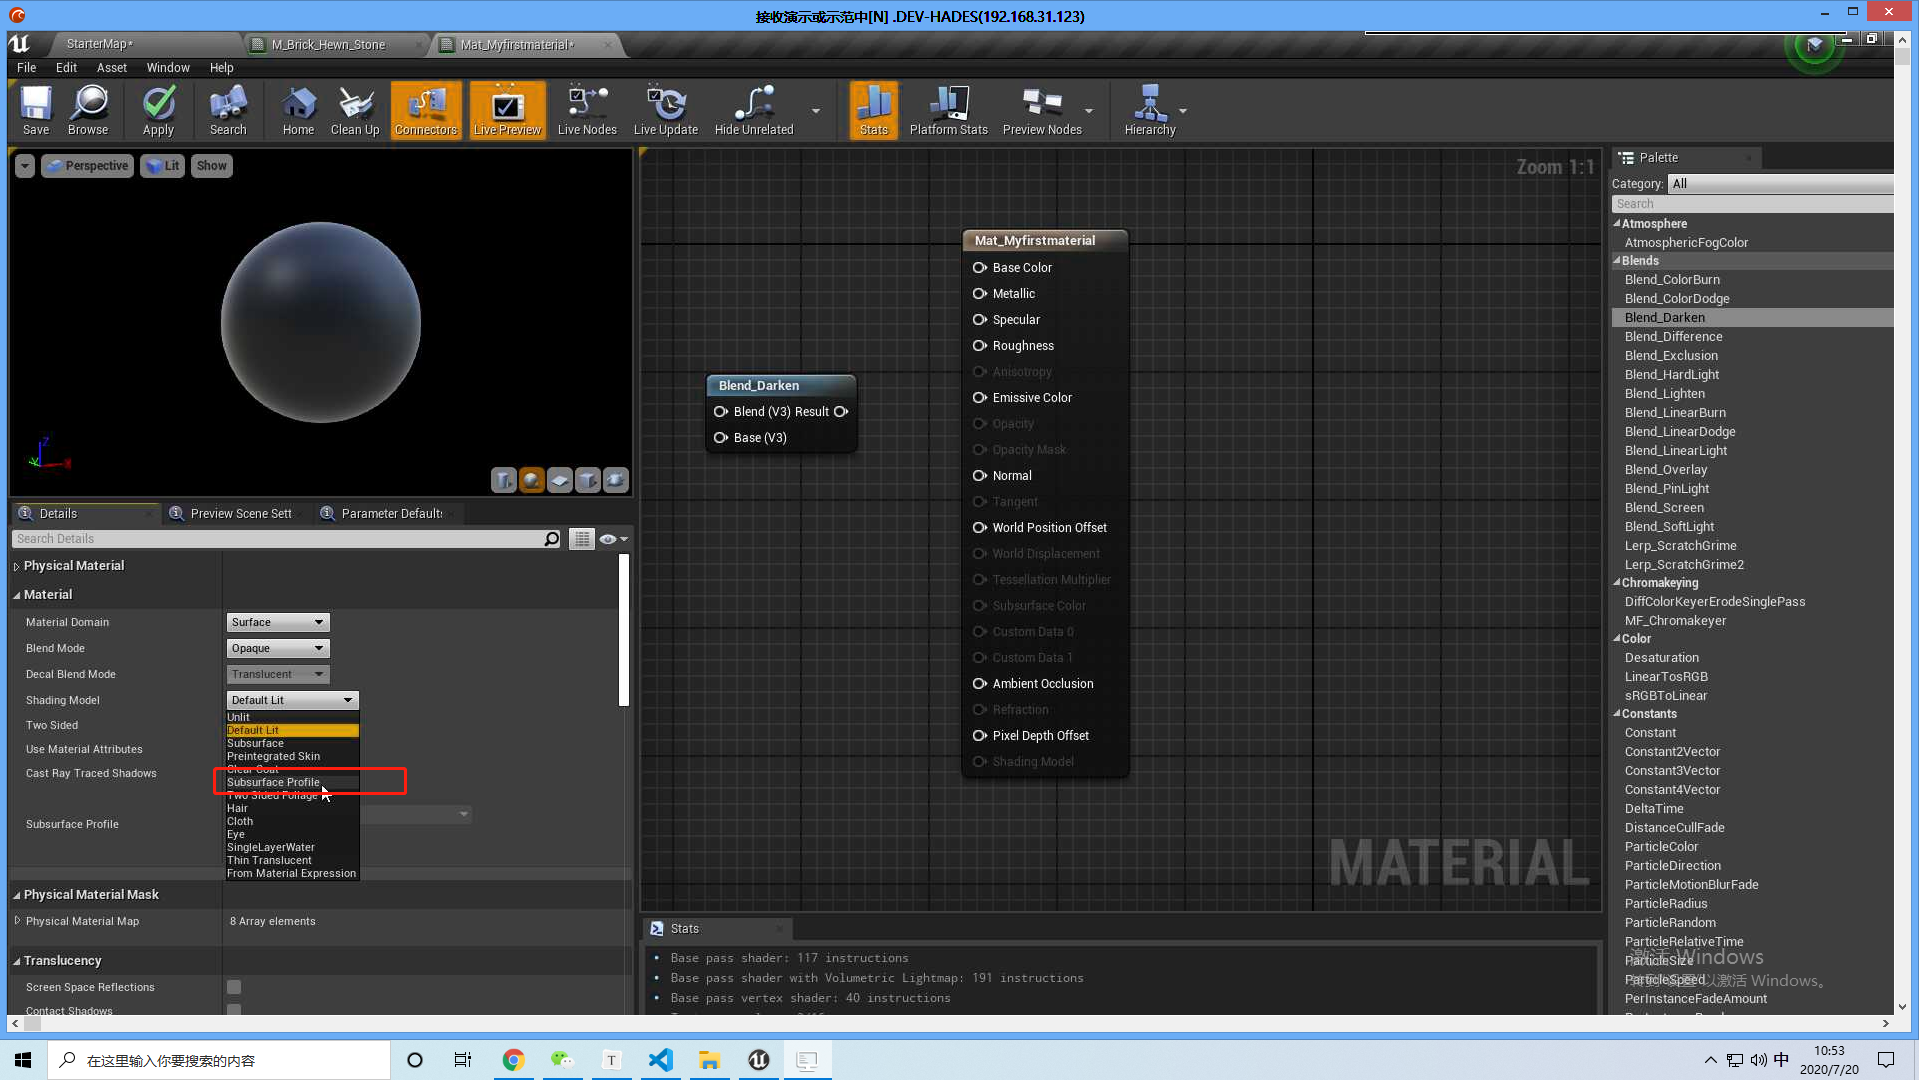 接收演示或示范中[N] .DEV-HADES(192.168.31.123)
StarterMap*
M_Brick_Hewn_Stone
Mat_Myfirstmaterial*
File Edit Asset Window Help
Save Browse Apply Search Home Clean Up Connectors Live Preview Live Nodes Live Update Hide Unrelated Stats Platform Stats Preview Nodes Hierarchy
Perspective Lit Show
Zoom 1:1
Z
X
Y
Mat_Myfirstmaterial
Base Color
Metallic
Specular
Roughness
Anisotropy
Emissive Color
Opacity
Opacity Mask
Normal
Tangent
World Position Offset
World Displacement
Tessellation Multiplier
Subsurface Color
Custom Data 0
Custom Data 1
Ambient Occlusion
Refraction
Pixel Depth Offset
Shading Model
Blend_Darken
Blend (V3) Result
Base (V3)
MATERIAL
Details
Preview Scene Sett
Parameter Default
Search Details
Physical Material
Material
Material Domain Surface
Blend Mode Opaque
Decal Blend Mode Translucent
Shading Model Default Lit
Two Sided
Use Material Attributes
Cast Ray Traced Shadows
Subsurface Profile
Unlit
Default Lit
Subsurface
Preintegrated Skin
Clear Coat
Subsurface Profile
Two Sided Foliage
Hair
Cloth
Eye
SingleLayerWater
Thin Translucent
From Material Expression
Physical Material Mask
Physical Material Map 8 Array elements
Translucency
Screen Space Reflections
Contact Shadows
Stats
Base pass shader: 117 instructions
Base pass shader with Volumetric Lightmap: 191 instructions
Base pass vertex shader: 40 instructions
Palette
Category: All
Search
Atmosphere
AtmosphericFogColor
Blends
Blend_ColorBurn
Blend_ColorDodge
Blend_Darken
Blend_Difference
Blend_Exclusion
Blend_HardLight
Blend_Lighten
Blend_LinearBurn
Blend_LinearDodge
Blend_LinearLight
Blend_Overlay
Blend_PinLight
Blend_Screen
Blend_SoftLight
Lerp_ScratchGrime
Lerp_ScratchGrime2
Chromakeying
DiffColorKeyerErodeSinglePass
MF_Chromakeyer
Color
Desaturation
LinearTosRGB
sRGBToLinear
Constants
Constant
Constant2Vector
Constant3Vector
Constant4Vector
DeltaTime
DistanceCullFade
ParticleColor
ParticleDirection
ParticleMotionBlurFade
ParticleRadius
ParticleRandom
ParticleRelativeTime
ParticleSize
ParticleSpeed
PerInstanceFadeAmount
激活 Windows
转到"设置"以激活 Windows。
在这里输入你要搜索的内容
T
中
10:53
2020/7/20